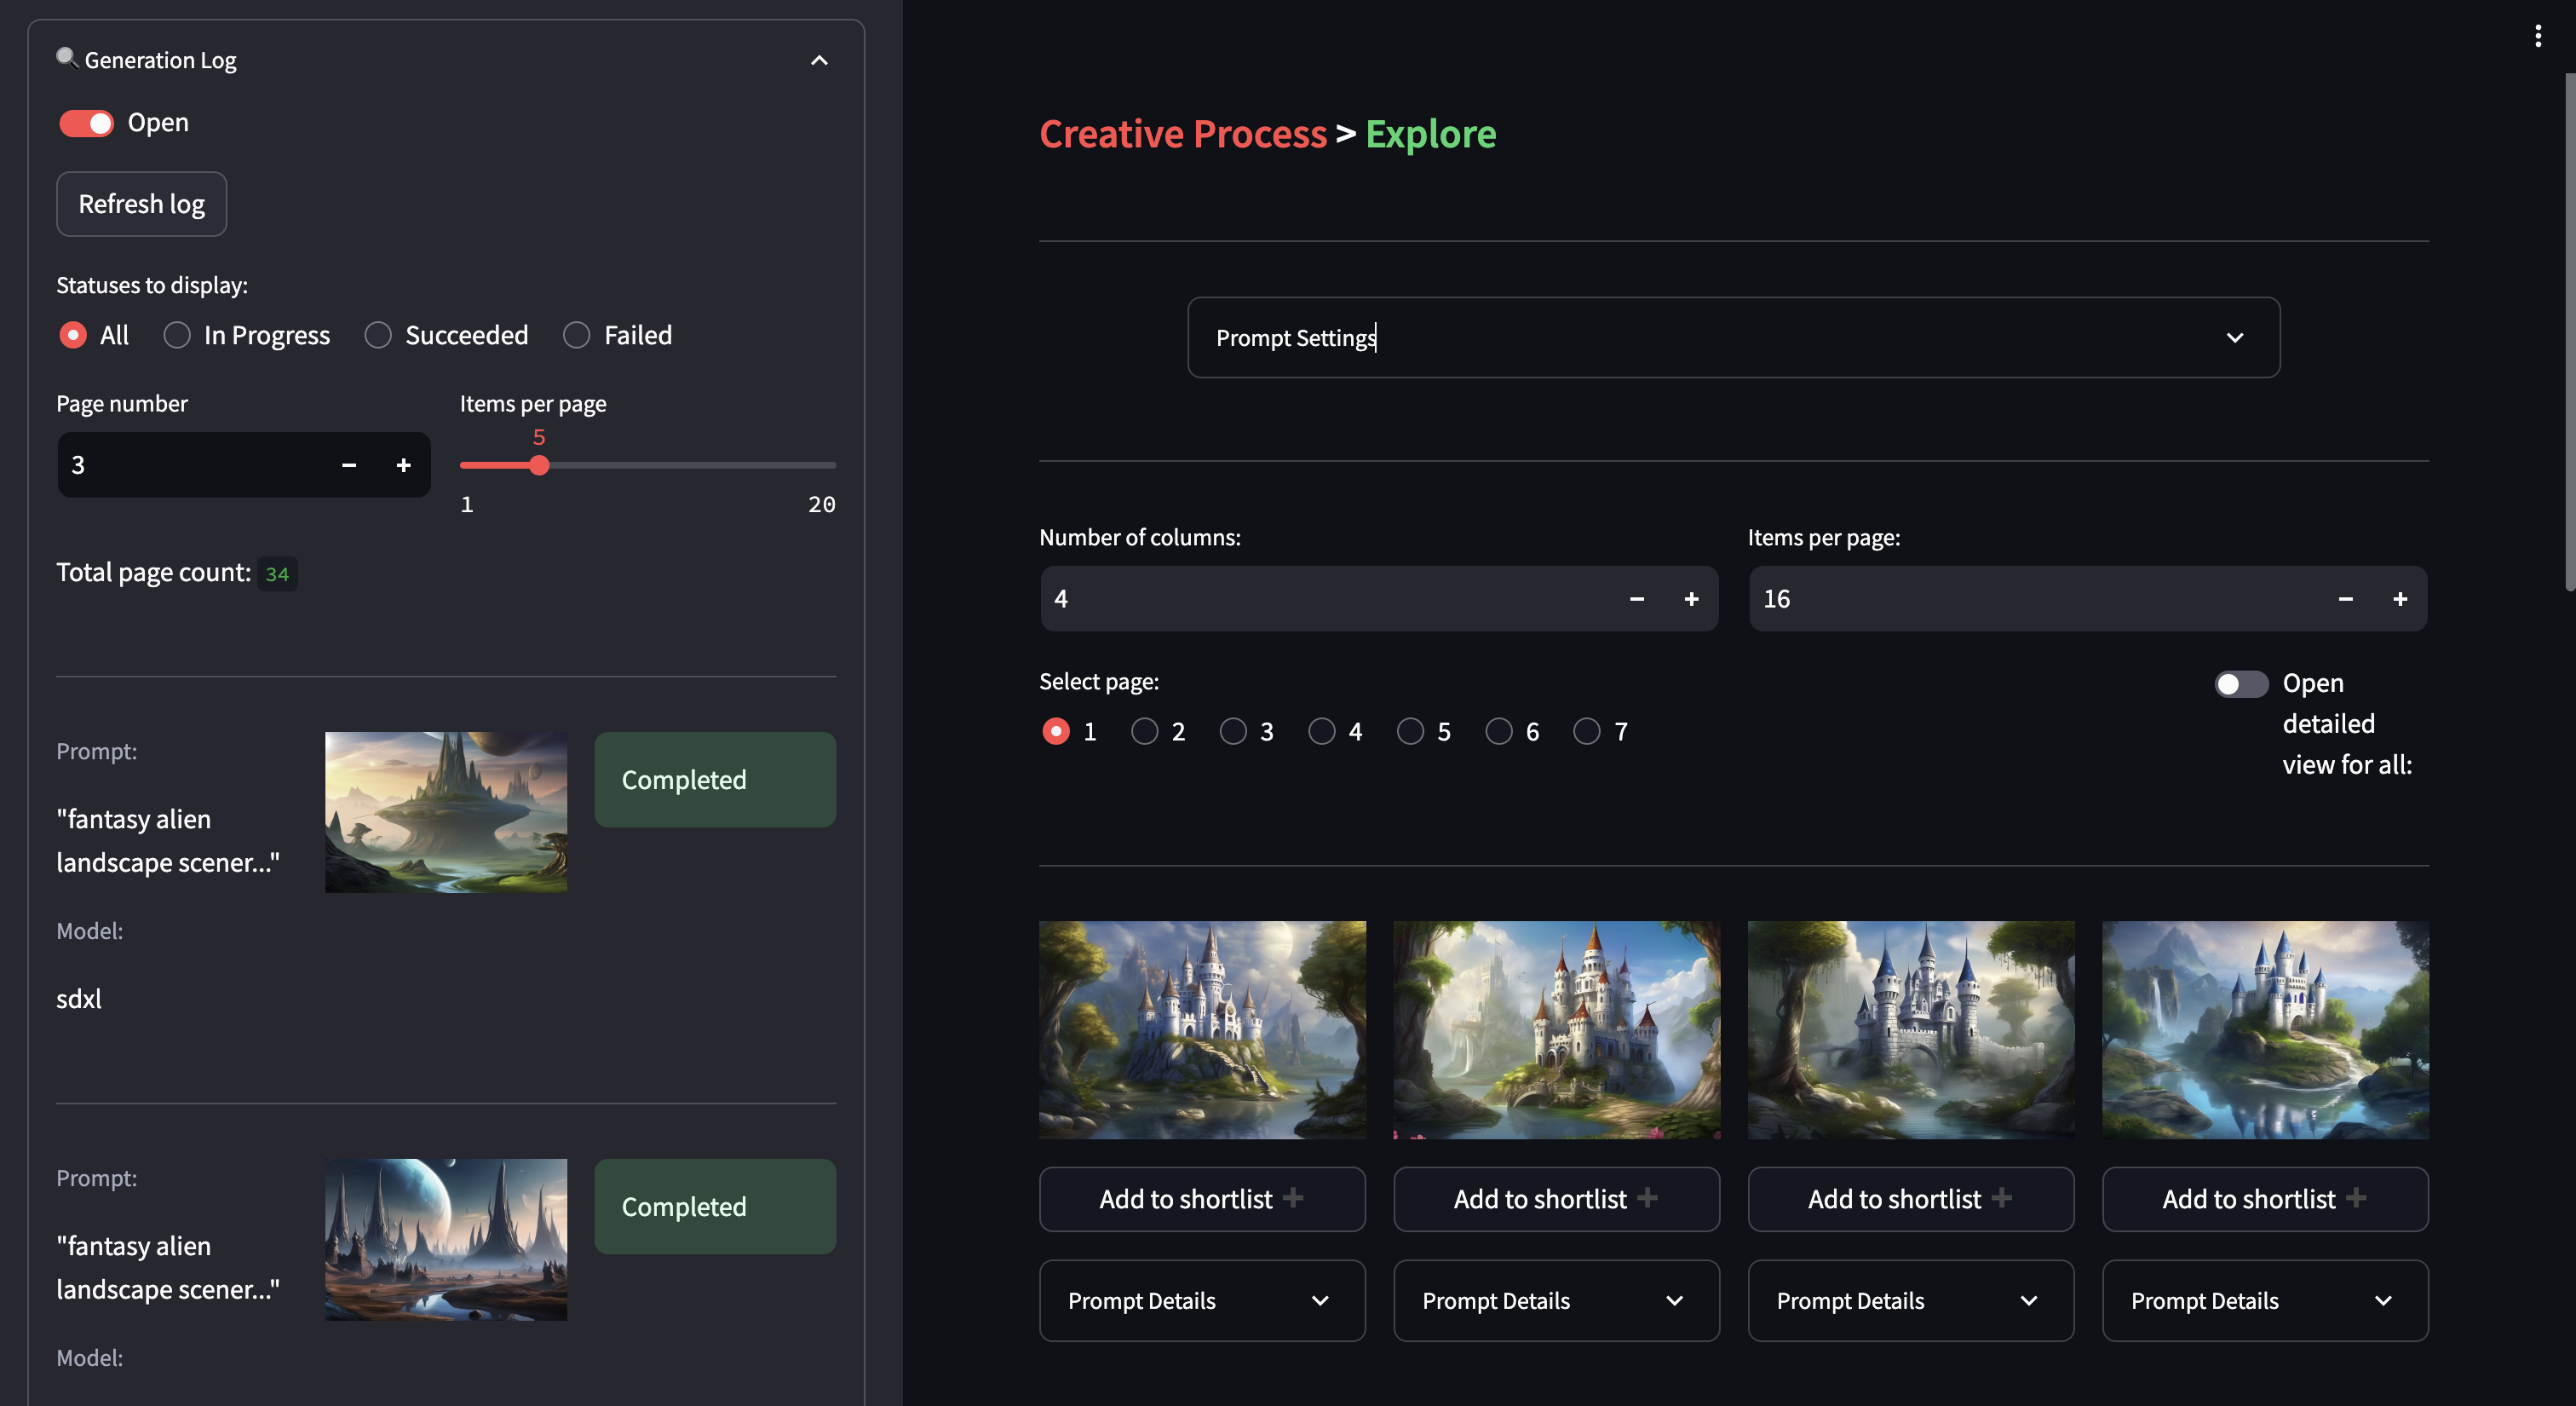 🔍 Generation Log
Open
Refresh log
Statuses to display:
All In Progress Succeeded Failed
Page number
3
Items per page
5
1 20
Total page count: 34
Prompt:
"fantasy alien
landscape scener..."
Completed
Model:
sdxl
Prompt:
"fantasy alien
landscape scener..."
Completed
Model:
Creative Process > Explore
Prompt Settings
Number of columns:
4
Items per page:
16
Select page:
1 2 3 4 5 6 7
Open
detailed
view for all:
Add to shortlist ➕ Add to shortlist ➕ Add to shortlist ➕ Add to shortlist ➕
Prompt Details Prompt Details Prompt Details Prompt Details